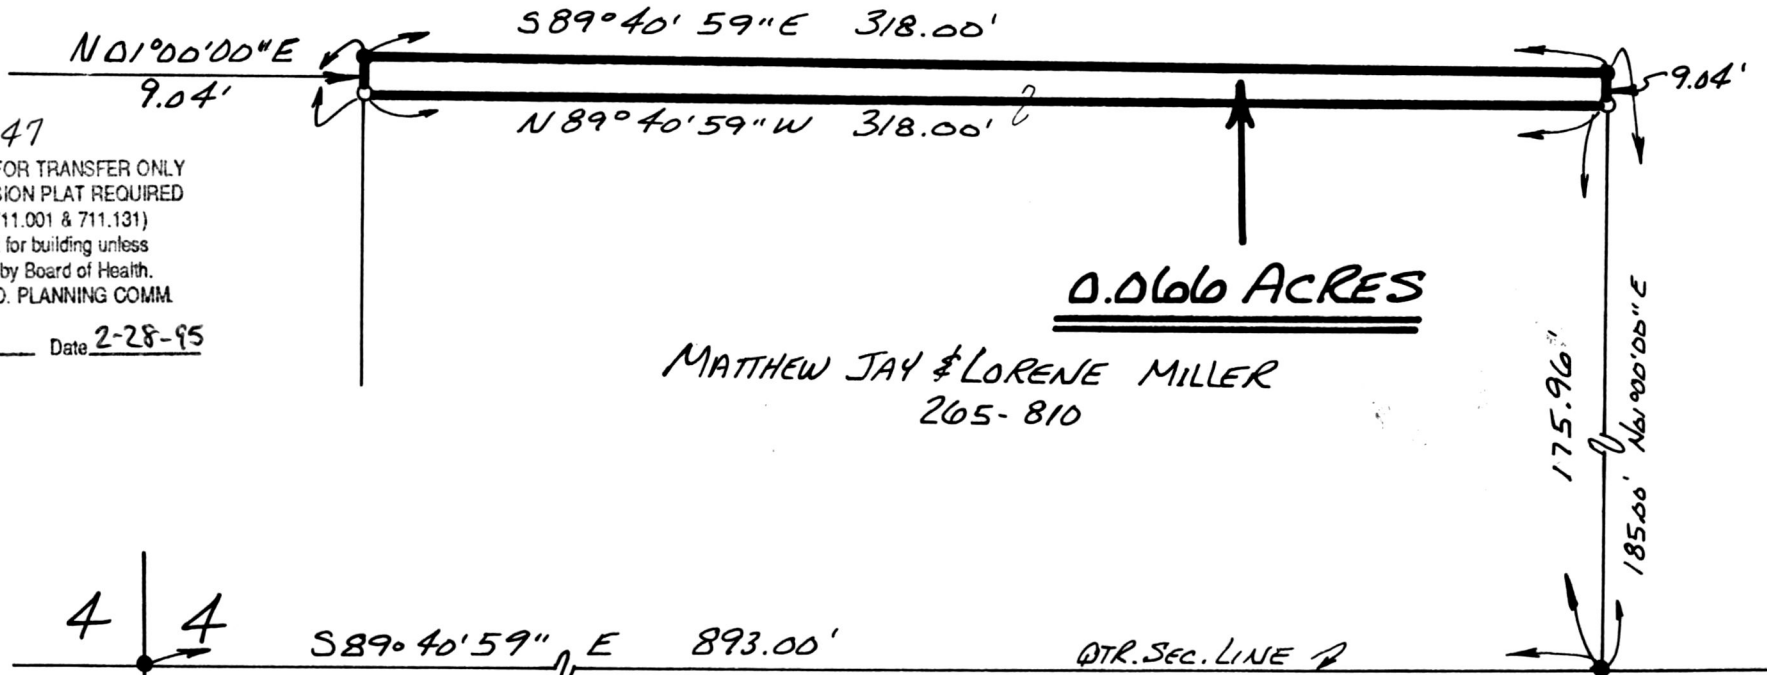 S89°40'59"E 318.00'
N01°00'00"E
9.04'
9.04'
N89°40'59"W 318.00'
47
FOR TRANSFER ONLY
SION PLAT REQUIRED
11.001 & 711.131)
for building unless
by Board of Health.
O. PLANNING COMM.
Date 2-28-95
0.066 ACRES
MATTHEW JAY & LORENE MILLER
265-810
175.96'
185.00' N01°00'00"E
4 4
S89°40'59" E 893.00'
QTR. SEC. LINE